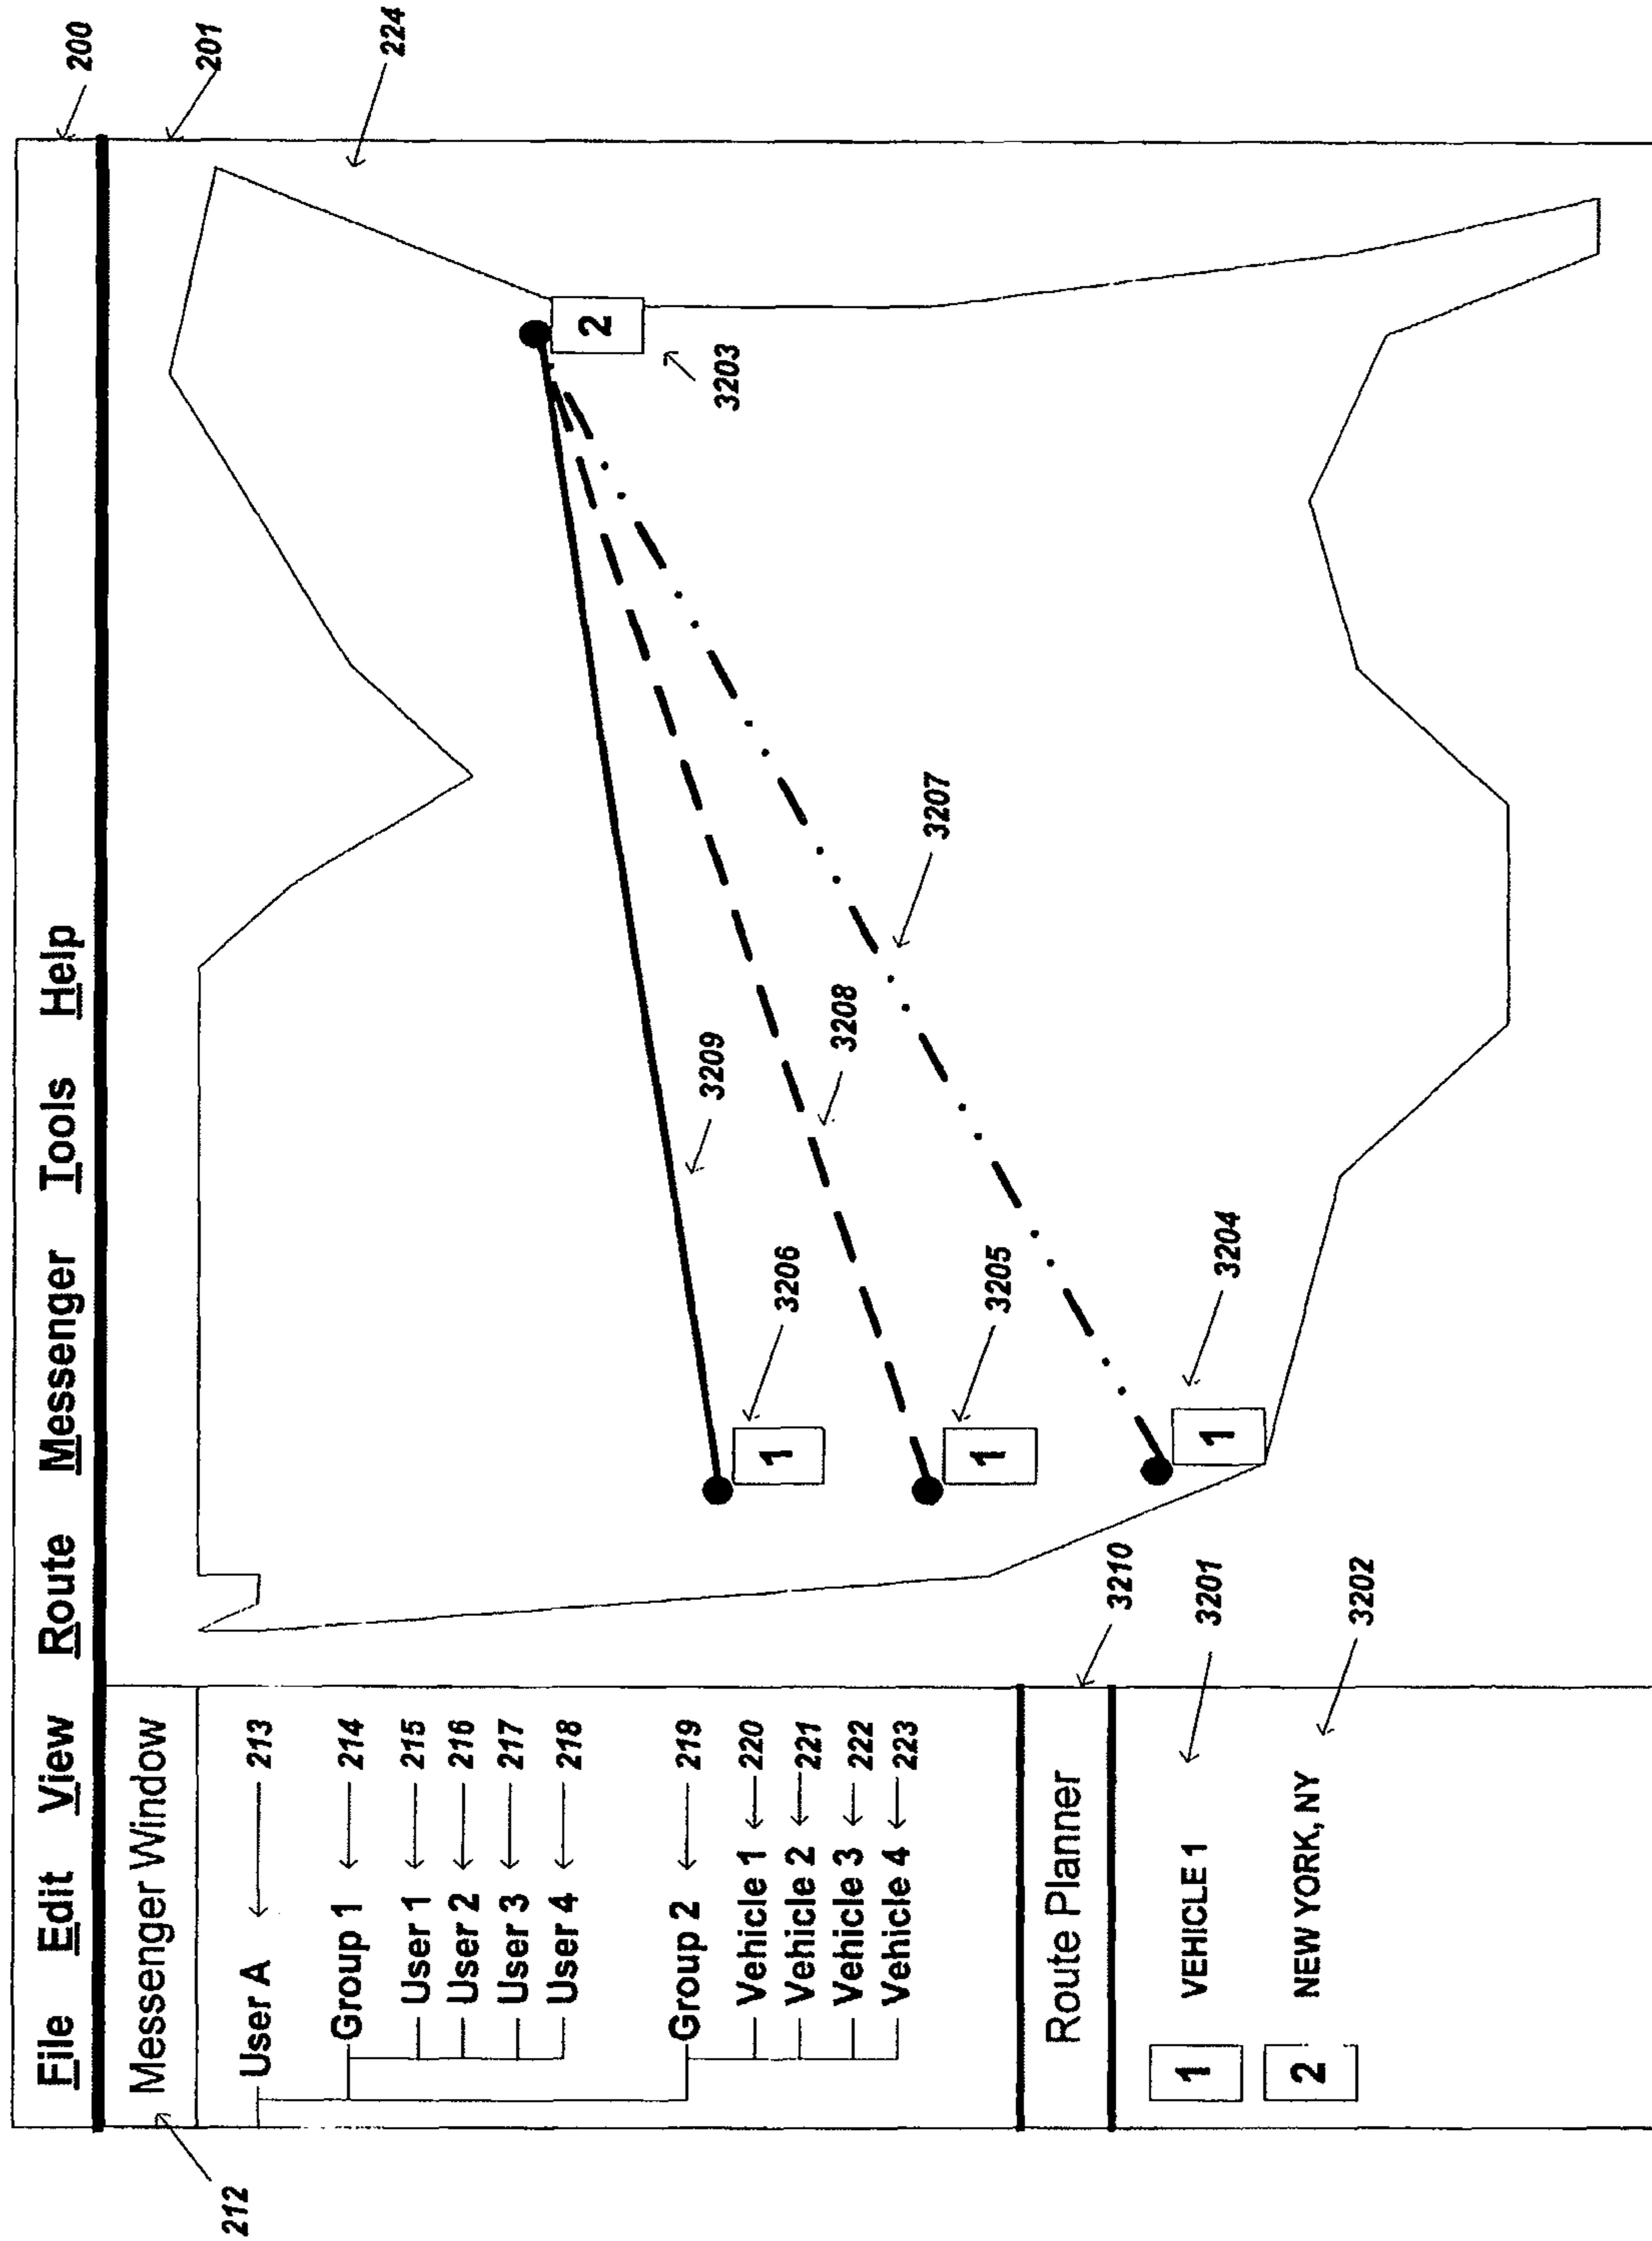 File Edit View Route Messenger Tools Help
200
201
224
212
Messenger Window
User A 213
Group 1 214
User 1 215
User 2 216
User 3 217
User 4 218
Group 2 219
Vehicle 1 220
Vehicle 2 221
Vehicle 3 222
Vehicle 4 223
Route Planner
3210
1 VEHICLE 1 3201
2 NEW YORK, NY 3202
2
3203
3209
3208
3207
1
3206
1
3205
1
3204